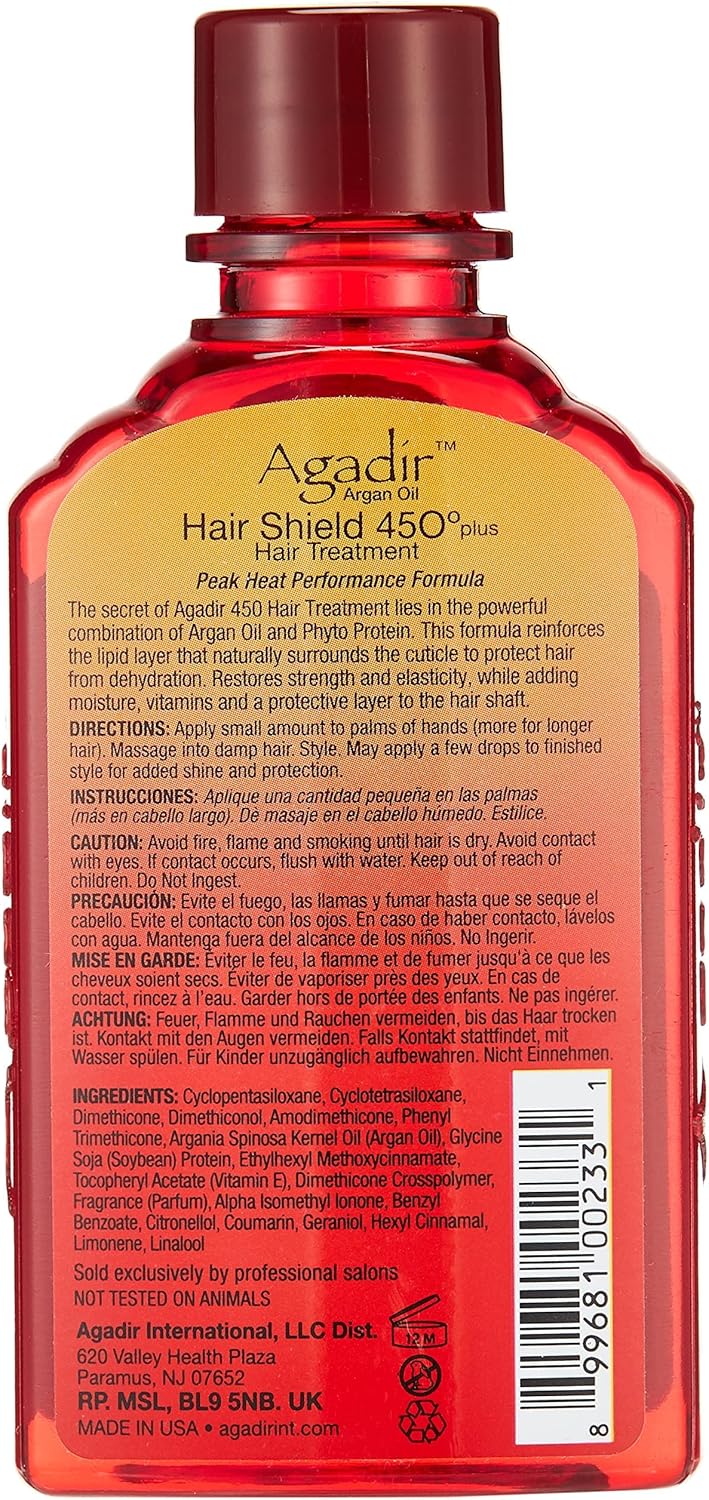 Agadir™
Argan Oil
Hair Shield 450º plus
Hair Treatment
Peak Heat Performance Formula
The secret of Agadir 450 Hair Treatment lies in the powerful
combination of Argan Oil and Phyto Protein. This formula reinforces
the lipid layer that naturally surrounds the cuticle to protect hair
from dehydration. Restores strength and elasticity, while adding
moisture, vitamins and a protective layer to the hair shaft.
DIRECTIONS: Apply small amount to palms of hands (more for longer
hair). Massage into damp hair. Style. May apply a few drops to finished
style for added shine and protection.
INSTRUCCIONES: Aplique una cantidad pequeña en las palmas
(más en cabello largo). Dè masaje en el cabello húmedo. Estilice.
CAUTION: Avoid fire, flame and smoking until hair is dry. Avoid contact
with eyes. If contact occurs, flush with water. Keep out of reach of
children. Do Not Ingest.
PRECAUCIÓN: Evite el fuego, las llamas y fumar hasta que se seque el
cabello. Evite el contacto con los ojos. En caso de haber contacto, lávelos
con agua. Mantenga fuera del alcance de los niños. No Ingerir.
MISE EN GARDE: Éviter le feu, la flamme et de fumer jusqu'à ce que les
cheveux soient secs. Éviter de vaporiser près des yeux. En cas de
contact, rincez à l'eau. Garder hors de portée des enfants. Ne pas ingérer.
ACHTUNG: Feuer, Flamme und Rauchen vermeiden, bis das Haar trocken
ist. Kontakt mit den Augen vermeiden. Falls Kontakt stattfindet, mit
Wasser spülen. Für Kinder unzugänglich aufbewahren. Nicht Einnehmen.
INGREDIENTS: Cyclopentasiloxane, Cyclotetrasiloxane,
Dimethicone, Dimethiconol, Amodimethicone, Phenyl
Trimethicone, Argania Spinosa Kernel Oil (Argan Oil), Glycine
Soja (Soybean) Protein, Ethylhexyl Methoxycinnamate,
Tocopheryl Acetate (Vitamin E), Dimethicone Crosspolymer,
Fragrance (Parfum), Alpha Isomethyl Ionone, Benzyl
Benzoate, Citronellol, Coumarin, Geraniol, Hexyl Cinnamal,
Limonene, Linalool
Sold exclusively by professional salons
NOT TESTED ON ANIMALS
Agadir International, LLC Dist.
620 Valley Health Plaza
Paramus, NJ 07652
RP. MSL, BL9 5NB. UK
MADE IN USA • agadirint.com
12 M
8 99681 00233 1